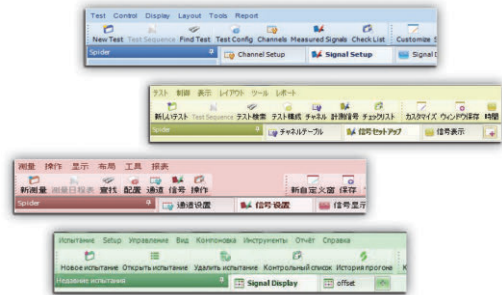 Test Control Display Layout Tools Report
New Test Test Sequence Find Test Test Config Channels Measured Signals Check List Customize
Spider Channel Setup Signal Setup Signal
テスト 制御 表示 レイアウト ツール レポート
新しいテスト Test Sequence テスト検索 テスト構成 チャネル 計測信号 チェックリスト カスタマイズ ウィンドウ保存 時間
Spider チャネルテーブル 信号セットアップ 信号表示
测量 操作 显示 布局 工具 报表
新测量 测量日程表 查找 配置 通道 信号 操作 新自定义窗 保存
Spider 通道设置 信号设置 信号显示
Испытание Setup Управление Вид Компоновка Инструменты Отчёт Справка
Новое испытание Открыть испытание Удалить испытание Контрольный список История прогона
Недавние испытания Signal Display offset